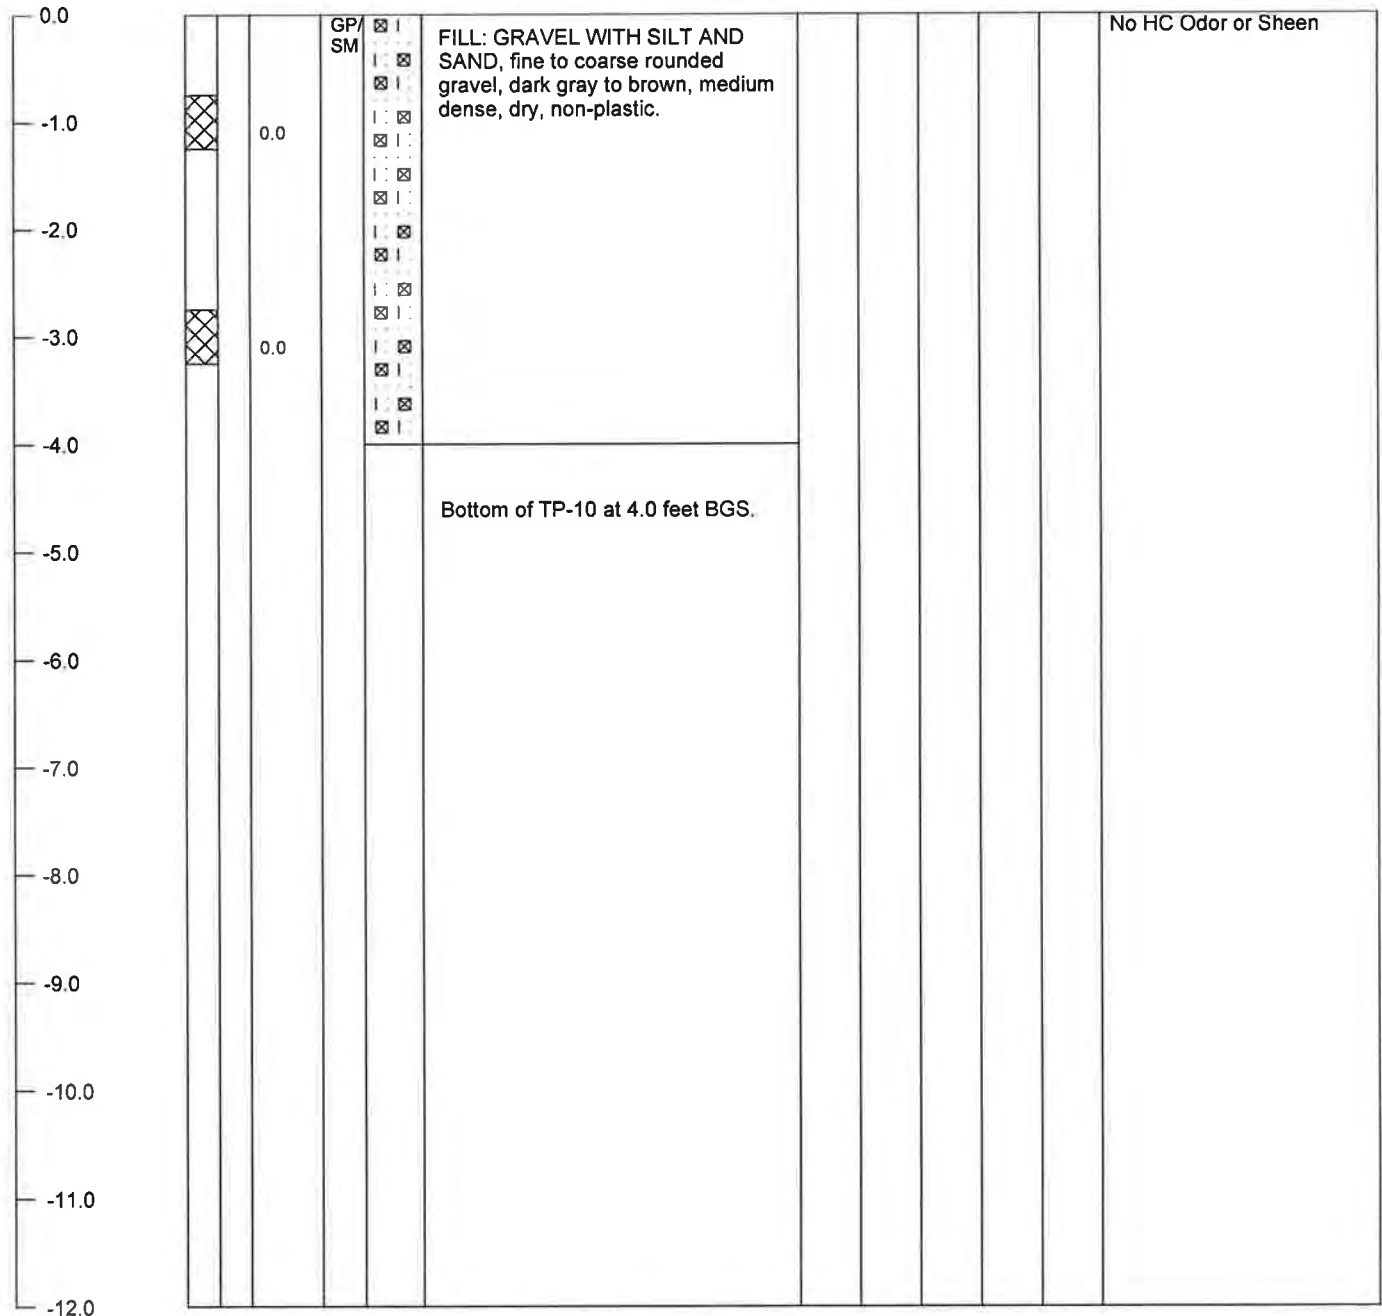 0.0
GP/
SM
FILL: GRAVEL WITH SILT AND
SAND, fine to coarse rounded
gravel, dark gray to brown, medium
dense, dry, non-plastic.
No HC Odor or Sheen
-1.0
0.0
-2.0
-3.0
0.0
-4.0
Bottom of TP-10 at 4.0 feet BGS.
-5.0
-6.0
-7.0
-8.0
-9.0
-10.0
-11.0
-12.0